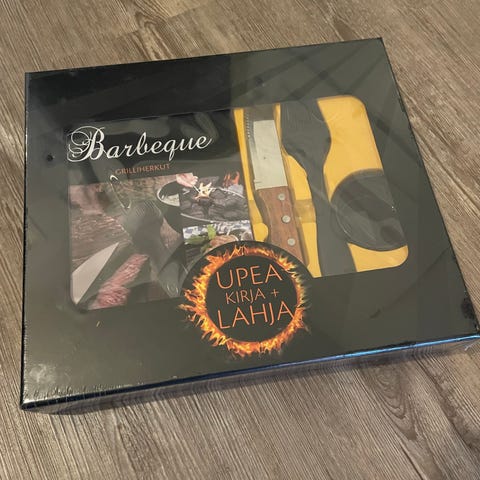 Barbeque
GRILLIHERKUT
UPEA
KIRJA +
LAHJA